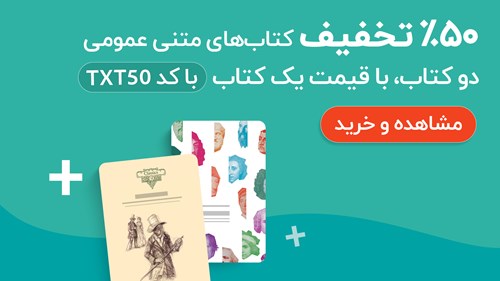 ۵۰٪ تخفیف کتاب‌های متنی عمومی
دو کتاب، با قیمت یک کتاب با کد TXT50
مشاهده و خرید